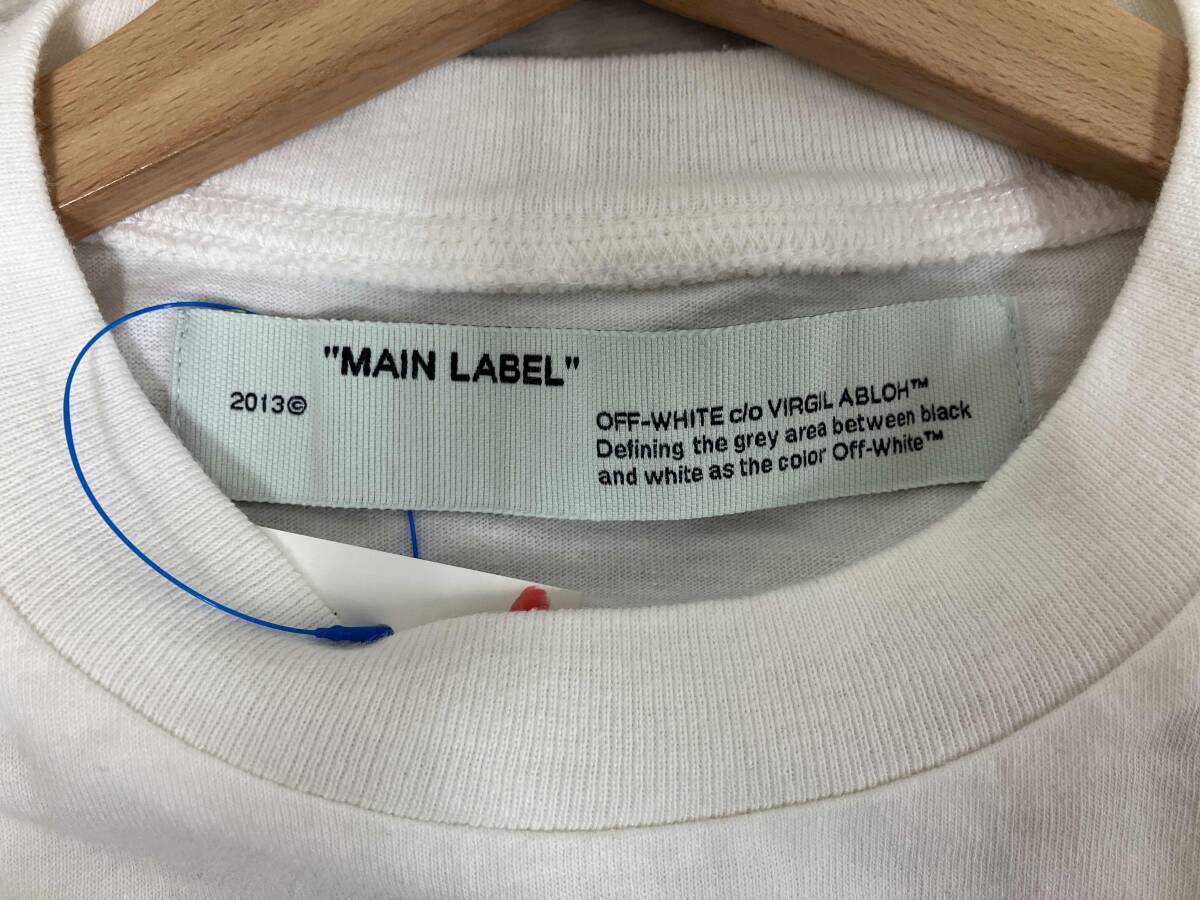 "MAIN LABEL"
2013©
OFF-WHITE c/o VIRGIL ABLOH™
Defining the grey area between black
and white as the color Off-White™